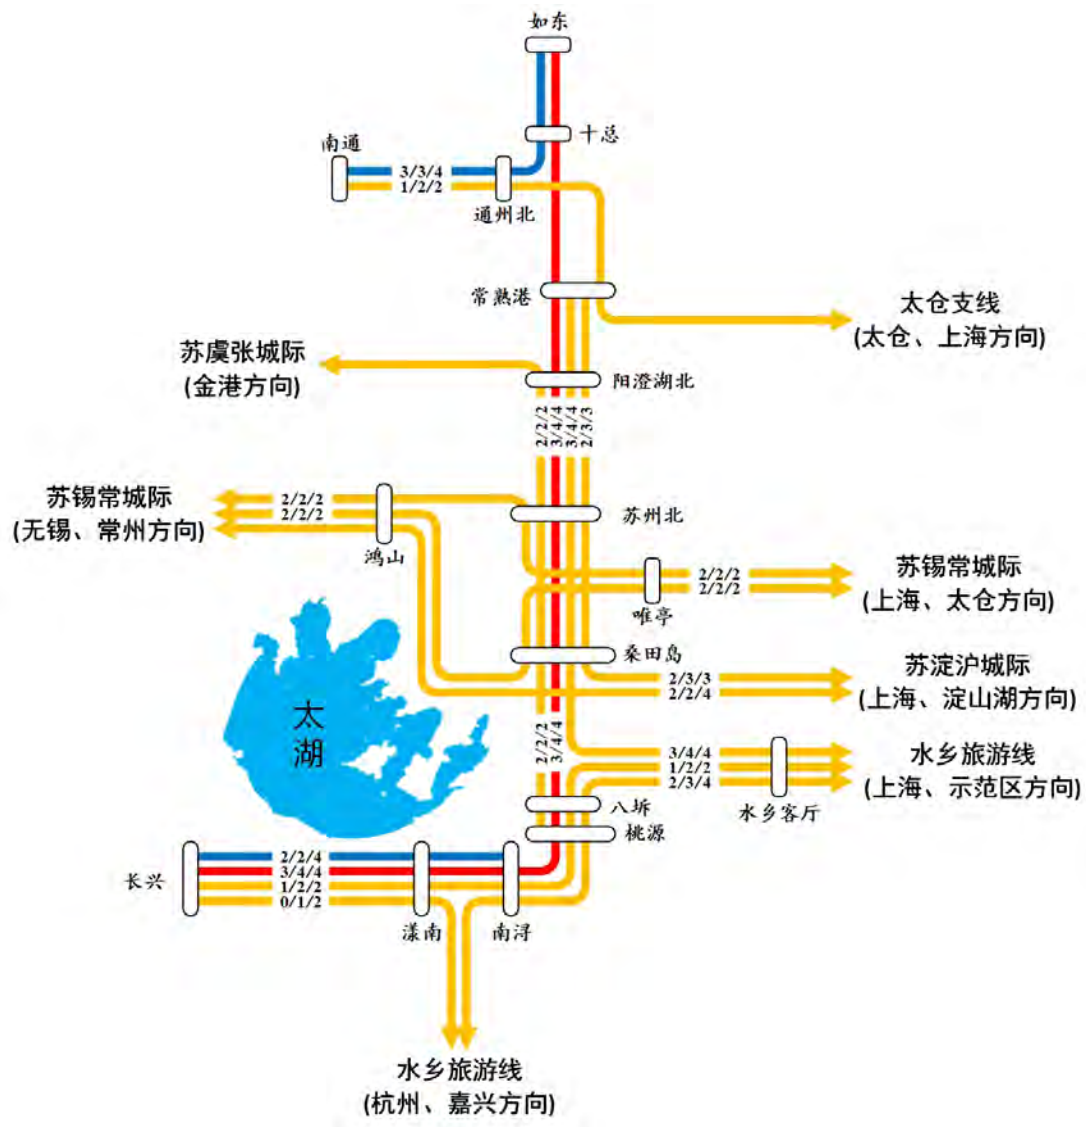 如东
十总
南通
3/3/4
1/2/2
通州北
常熟港
太仓支线
(太仓、上海方向)
苏虞张城际
(金港方向)
阳澄湖北
2/2/2
3/4/4
3/4/4
2/3/3
苏锡常城际
(无锡、常州方向)
2/2/2
2/2/2
鸿山
苏州北
唯亭
2/2/2
2/2/2
苏锡常城际
(上海、太仓方向)
桑田岛
2/3/3
2/2/4
苏淀沪城际
(上海、淀山湖方向)
太
湖
2/2/2
3/4/4
3/4/4
1/2/2
2/3/4
水乡客厅
水乡旅游线
(上海、示范区方向)
八坼
桃源
长兴
2/2/4
3/4/4
1/2/2
0/1/2
漾南
南浔
水乡旅游线
(杭州、嘉兴方向)